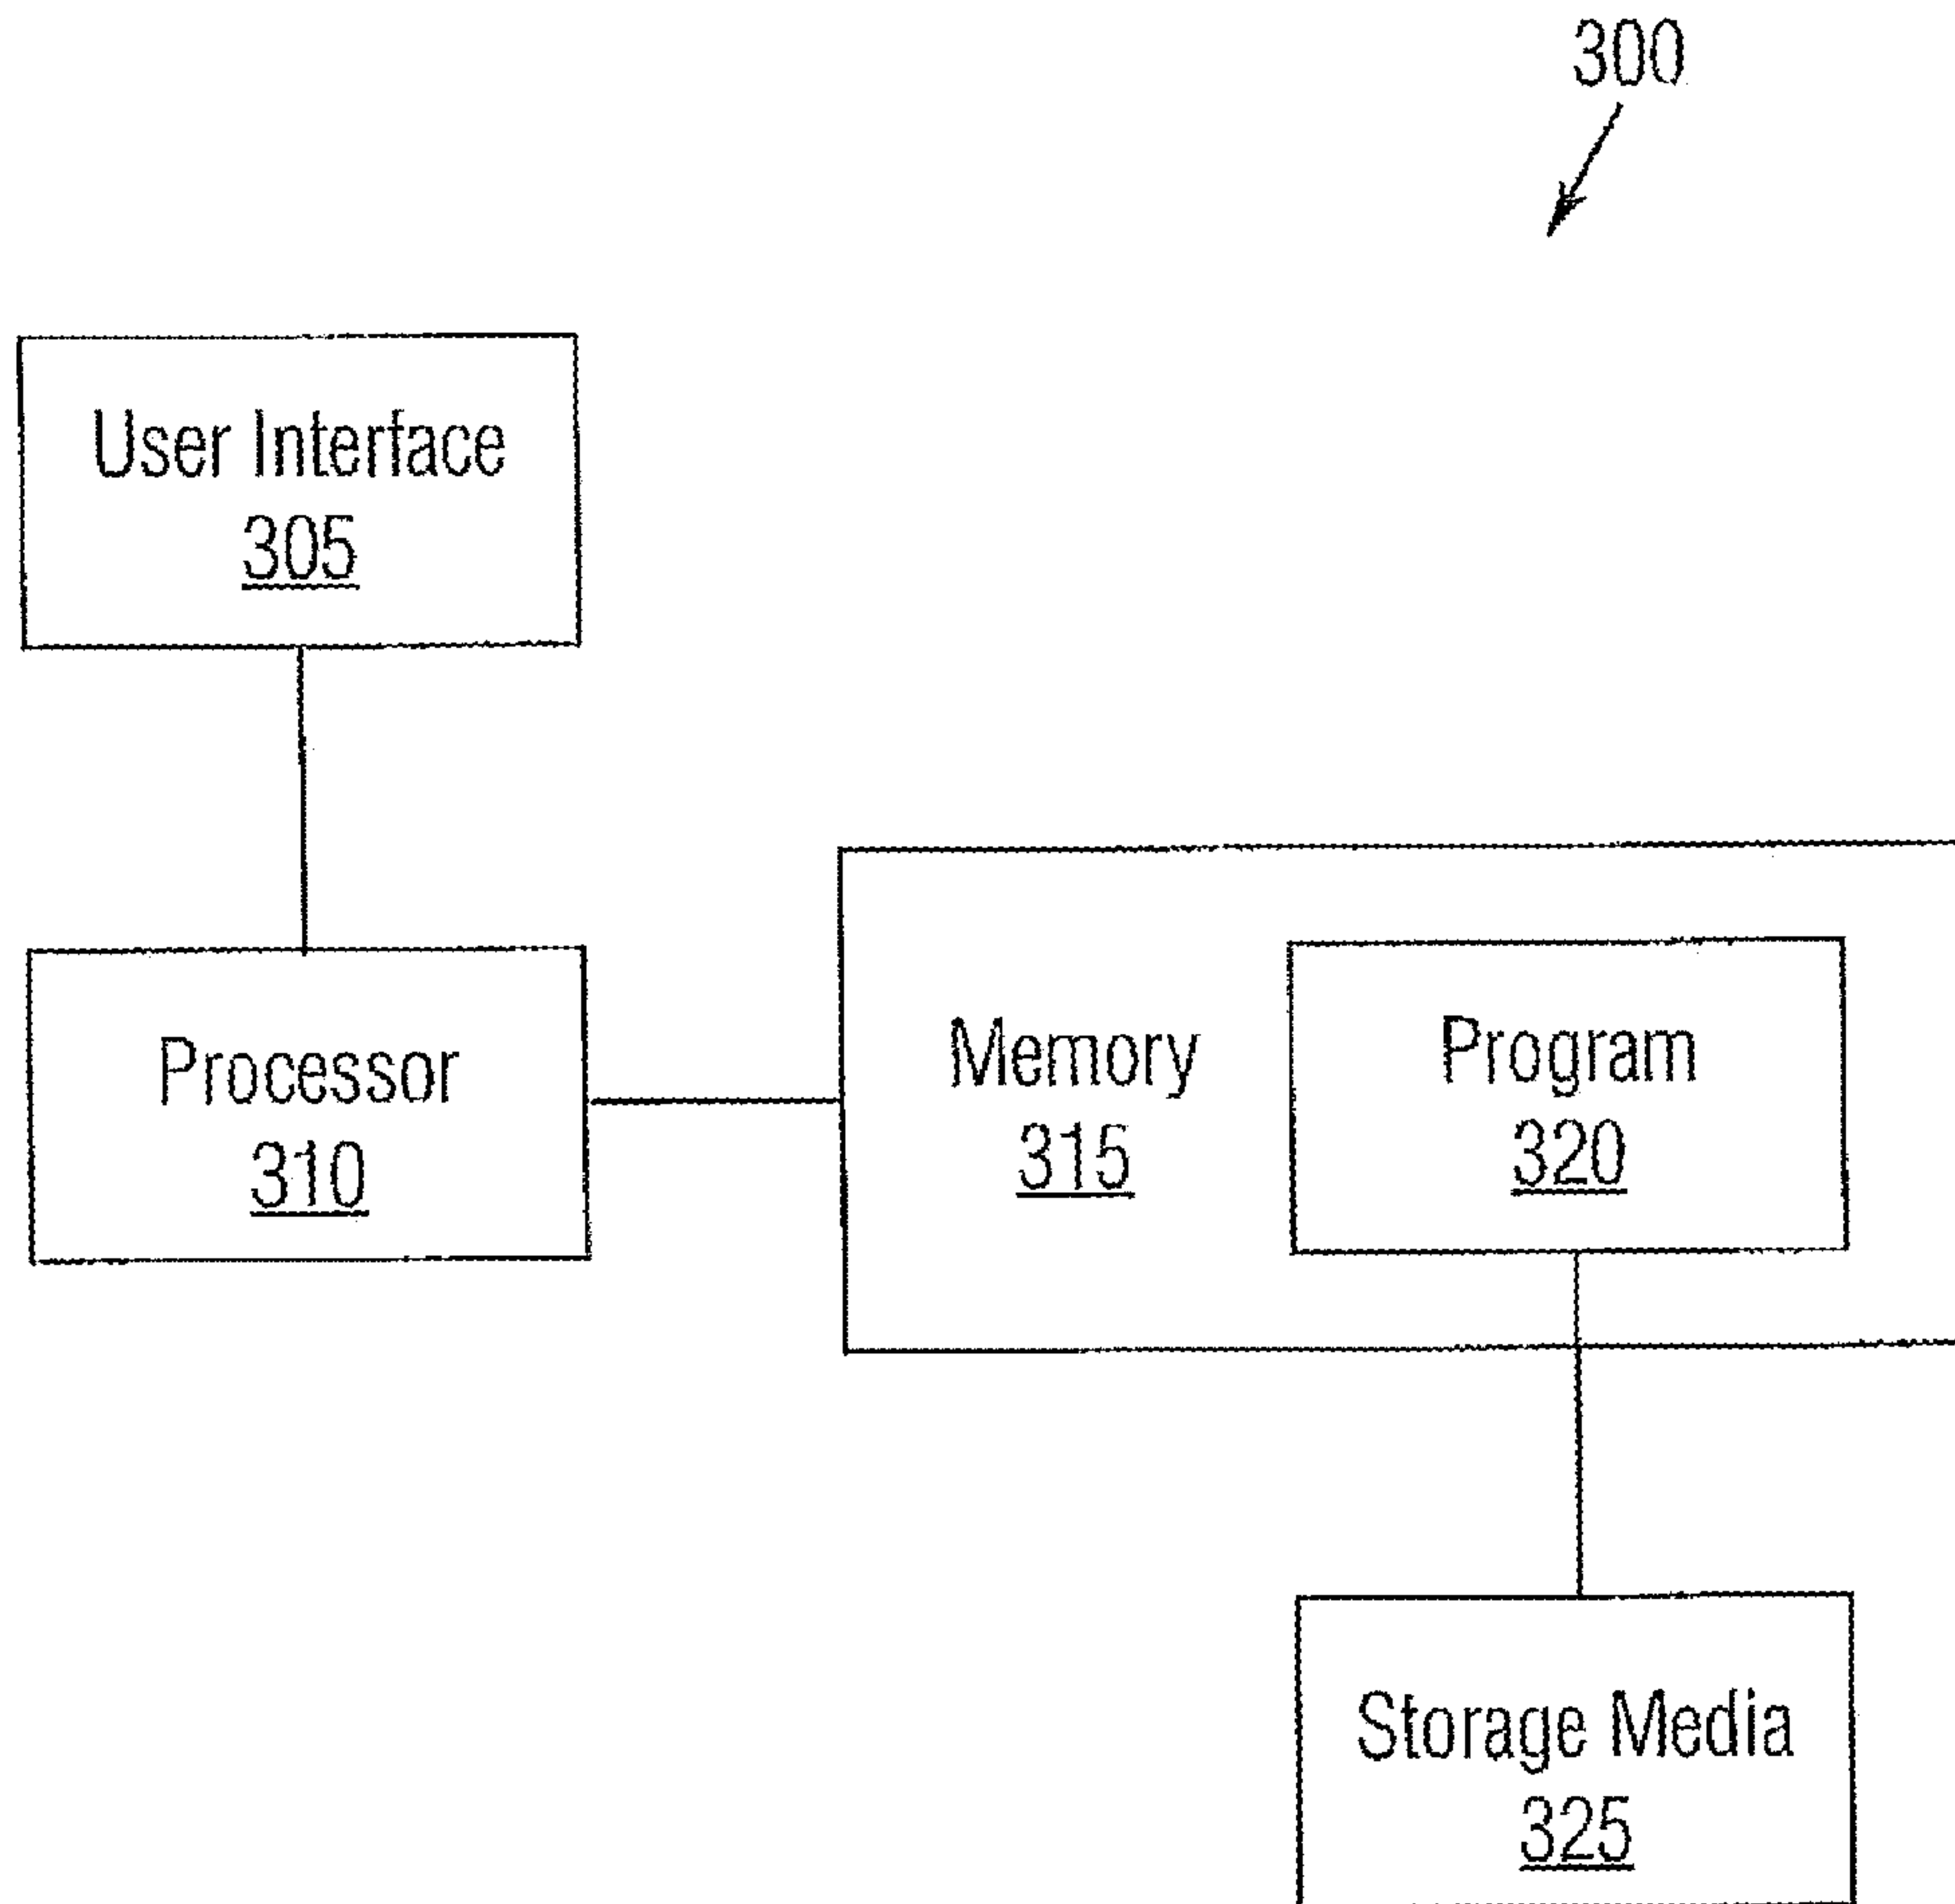 300
User Interface
305
Processor
310
Memory
315
Program
320
Storage Media
325